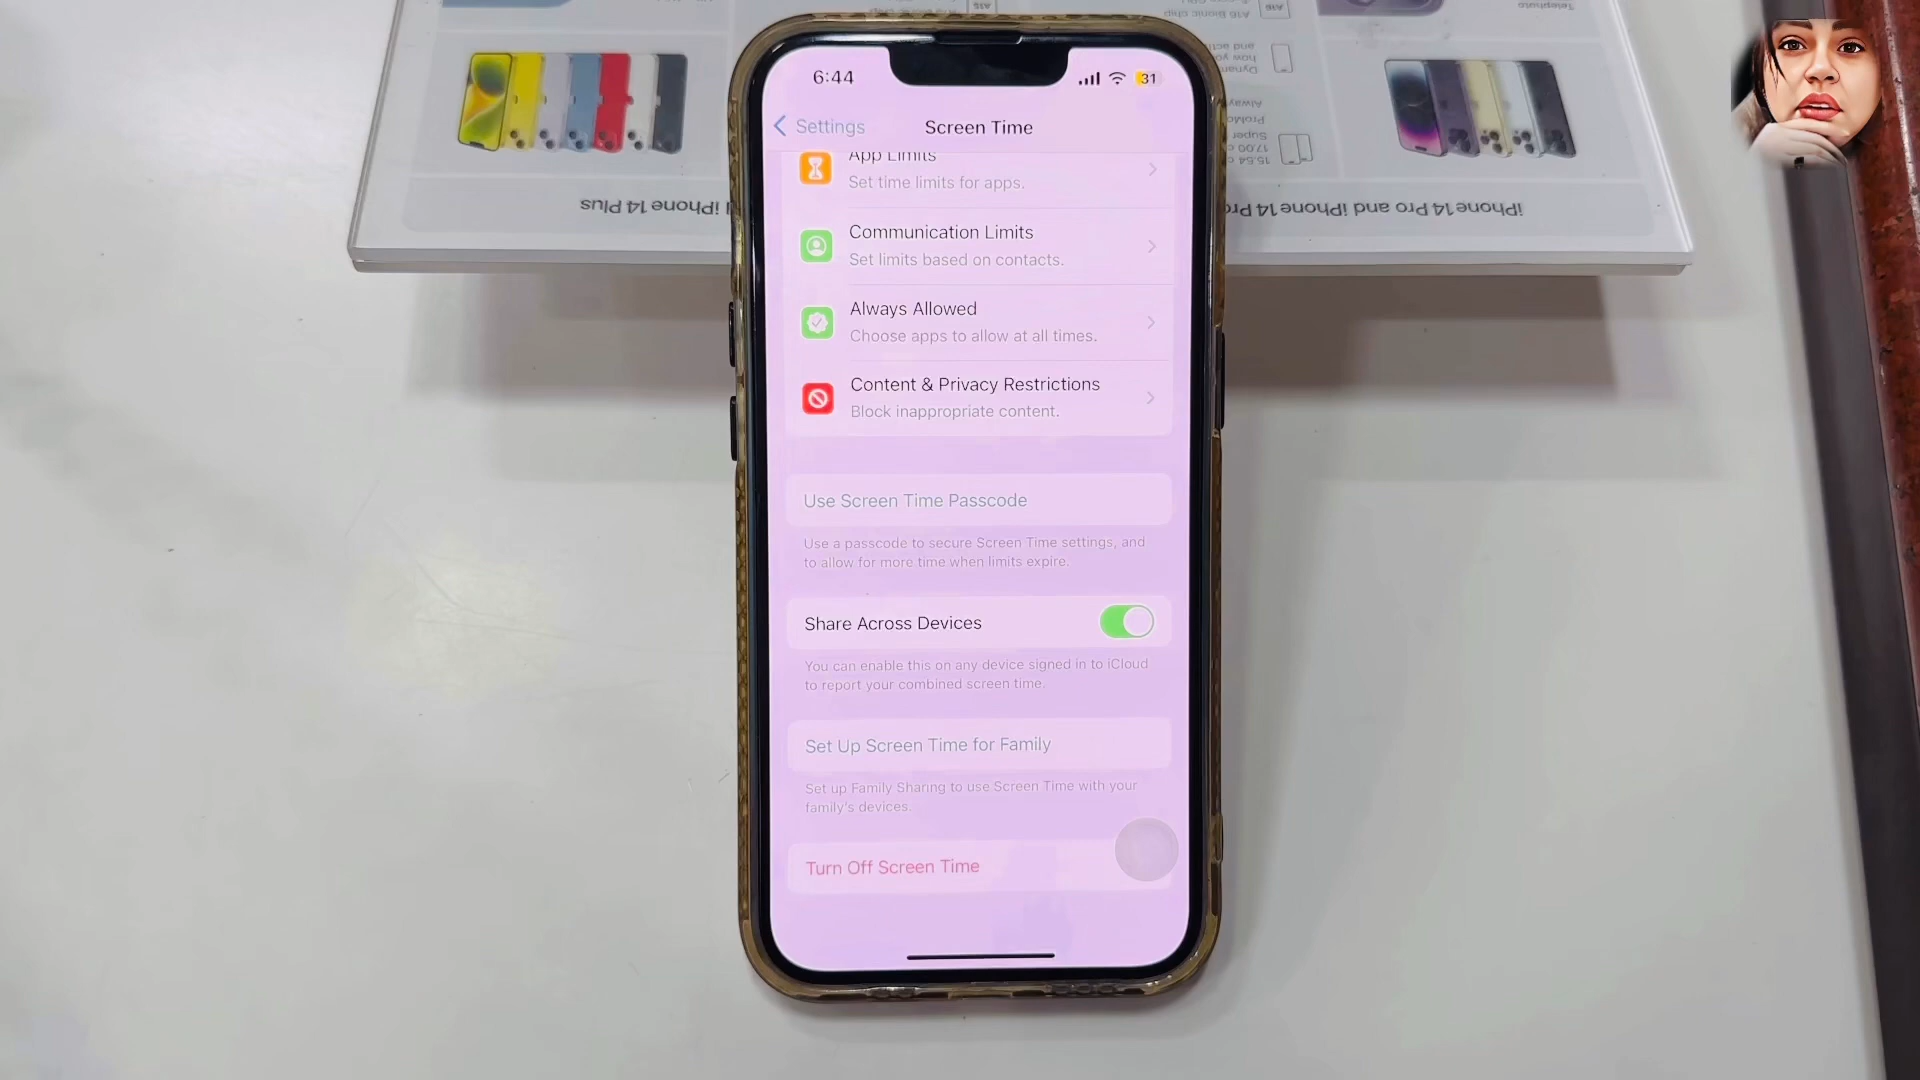 6:44
31
Settings
Screen Time
App Limits
Set time limits for apps.
Communication Limits
Set limits based on contacts.
Always Allowed
Choose apps to allow at all times.
Content & Privacy Restrictions
Block inappropriate content.
Use Screen Time Passcode
Use a passcode to secure Screen Time settings, and
to allow for more time when limits expire.
Share Across Devices
You can enable this on any device signed in to iCloud
to report your combined screen time.
Set Up Screen Time for Family
Set up Family Sharing to use Screen Time with your
family's devices.
Turn Off Screen Time
iPhone 14 Plus
iPhone 14 Pro and iPhone 14
Telephoto
A16 Bionic chip
A16